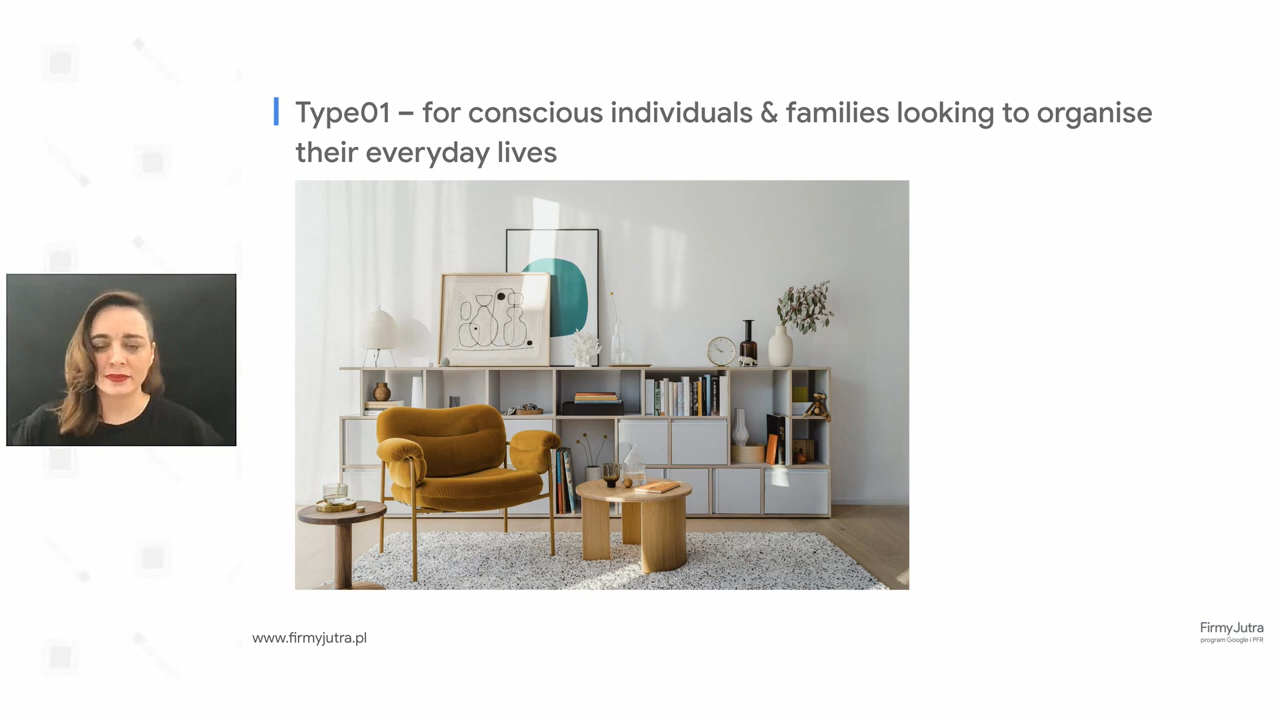 Type01 – for conscious individuals & families looking to organise
their everyday lives
www.firmyjutra.pl
FirmyJutra
program Google i PFR